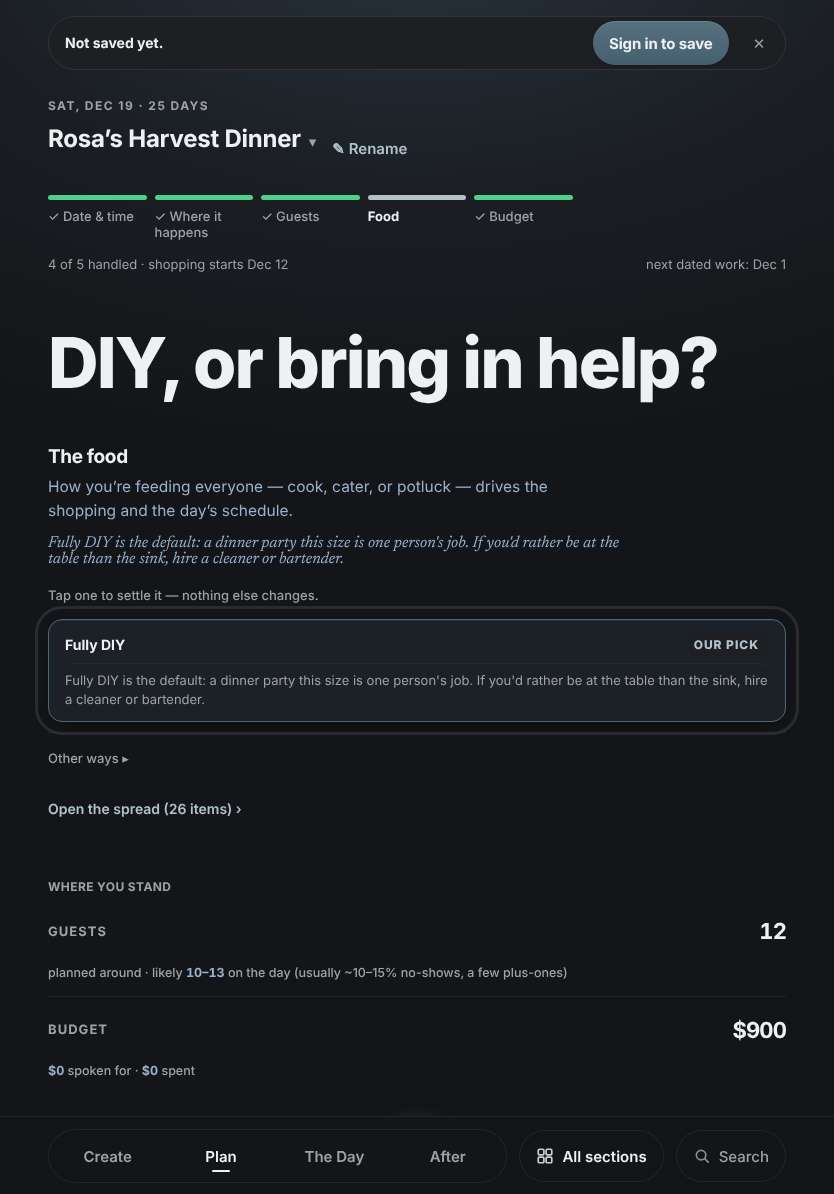 Not saved yet.
Sign in to save ×
SAT, DEC 19 · 25 DAYS
Rosa’s Harvest Dinner ▾ ✎ Rename
✓ Date & time
✓ Where it
happens
✓ Guests
Food
✓ Budget
4 of 5 handled · shopping starts Dec 12
next dated work: Dec 1
DIY, or bring in help?
The food
How you’re feeding everyone — cook, cater, or potluck — drives the
shopping and the day’s schedule.
Fully DIY is the default: a dinner party this size is one person's job. If you'd rather be at the
table than the sink, hire a cleaner or bartender.
Tap one to settle it — nothing else changes.
Fully DIY
OUR PICK
Fully DIY is the default: a dinner party this size is one person's job. If you'd rather be at the table than the sink, hire
a cleaner or bartender.
Other ways ▸
Open the spread (26 items) ›
WHERE YOU STAND
GUESTS
12
planned around · likely 10–13 on the day (usually ~10–15% no-shows, a few plus-ones)
BUDGET
$900
$0 spoken for · $0 spent
Create
Plan
The Day
After
All sections
Search